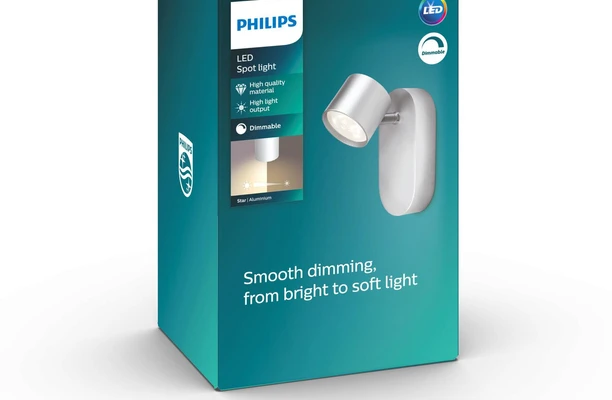 PHILIPS
LED
Spot light
High quality
material
High light
output
Dimmable
Star | Aluminium
LED
Dimmable
PHILIPS
Smooth dimming,
from bright to soft light